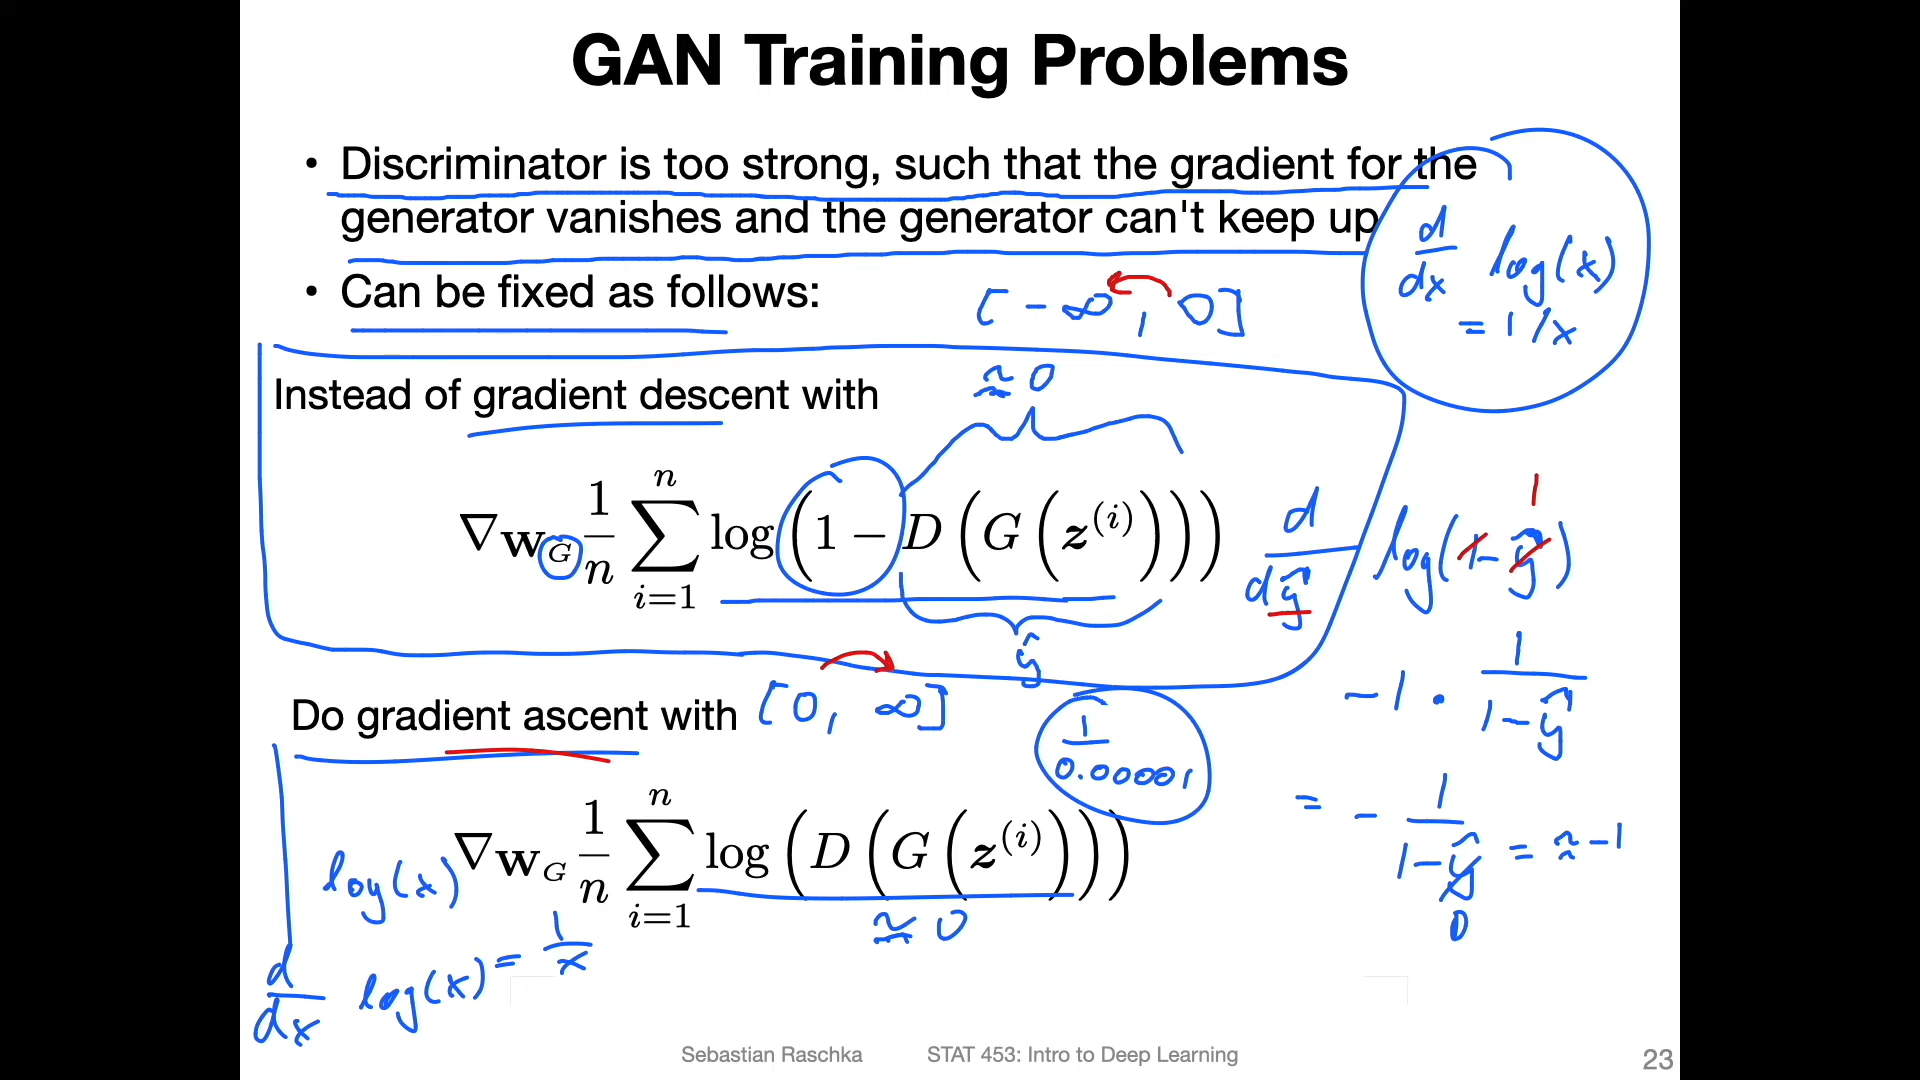 GAN Training Problems
• Discriminator is too strong, such that the gradient for the
generator vanishes and the generator can't keep up
d/dx log(x)
= 1/x
• Can be fixed as follows:
[-∞, 0]
Instead of gradient descent with
≈ 0
∇W_G 1/n ∑_{i=1}^{n} log(1 − D(G(z^(i))))
ŷ
d/dŷ log(1-ŷ)
1
-1 · 1/(1-ŷ)
= - 1/(1-ŷ) = ≈ -1
0
Do gradient ascent with
[0, ∞]
1/0.00001
∇W_G 1/n ∑_{i=1}^{n} log(D(G(z^(i))))
≈ 0
log(x)
d/dx log(x) = 1/x
Sebastian Raschka STAT 453: Intro to Deep Learning
23